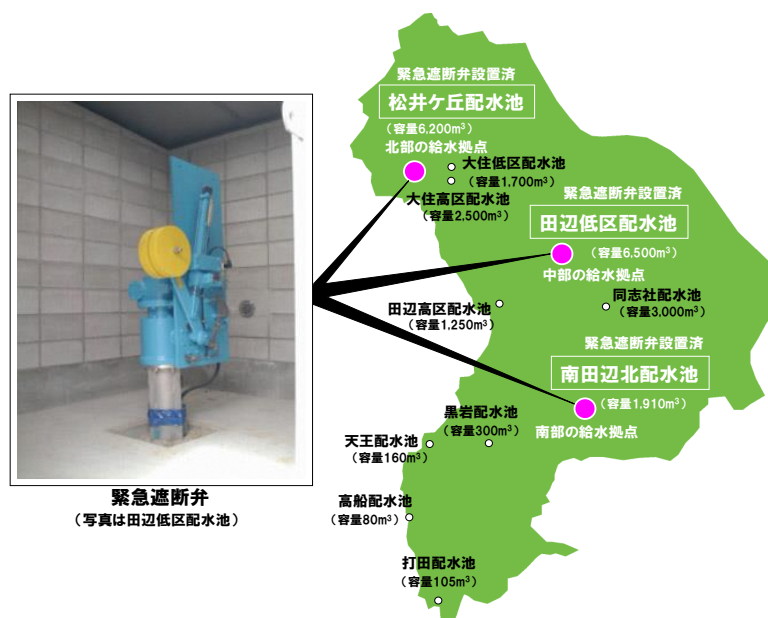 緊急遮断弁設置済
松井ケ丘配水池
（容量6,200m³）
北部の給水拠点
大住低区配水池
（容量1,700m³）
大住高区配水池
（容量2,500m³）
緊急遮断弁設置済
田辺低区配水池
（容量6,500m³）
中部の給水拠点
田辺高区配水池
（容量1,250m³）
同志社配水池
（容量3,000m³）
緊急遮断弁設置済
南田辺北配水池
（容量1,910m³）
南部の給水拠点
黒岩配水池
（容量300m³）
天王配水池
（容量160m³）
高船配水池
（容量80m³）
打田配水池
（容量105m³）
緊急遮断弁
（写真は田辺低区配水池）